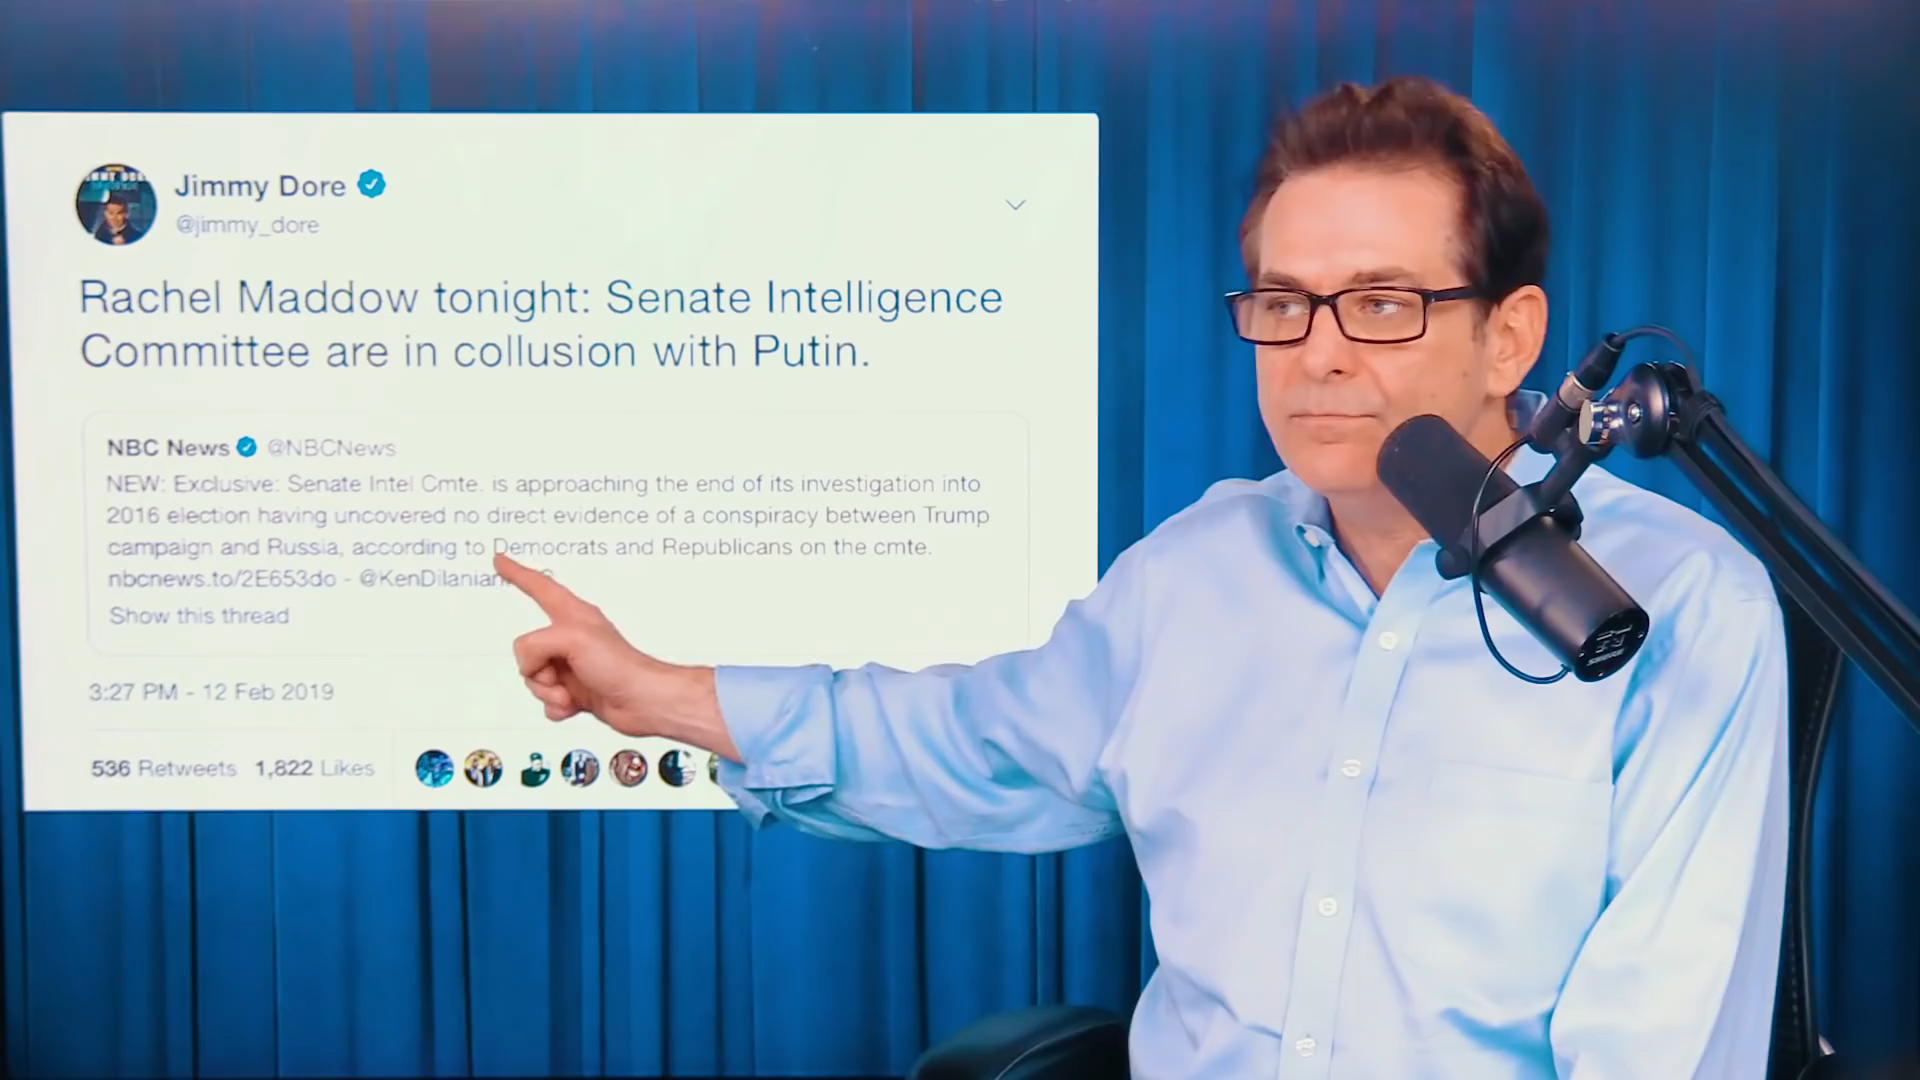 Jimmy Dore
@jimmy_dore
Rachel Maddow tonight: Senate Intelligence
Committee are in collusion with Putin.
NBC News @NBCNews
NEW: Exclusive: Senate Intel Cmte. is approaching the end of its investigation into
2016 election having uncovered no direct evidence of a conspiracy between Trump
campaign and Russia, according to Democrats and Republicans on the cmte.
nbcnews.to/2E653do - @KenDilanian
Show this thread
3:27 PM - 12 Feb 2019
536 Retweets 1,822 Likes